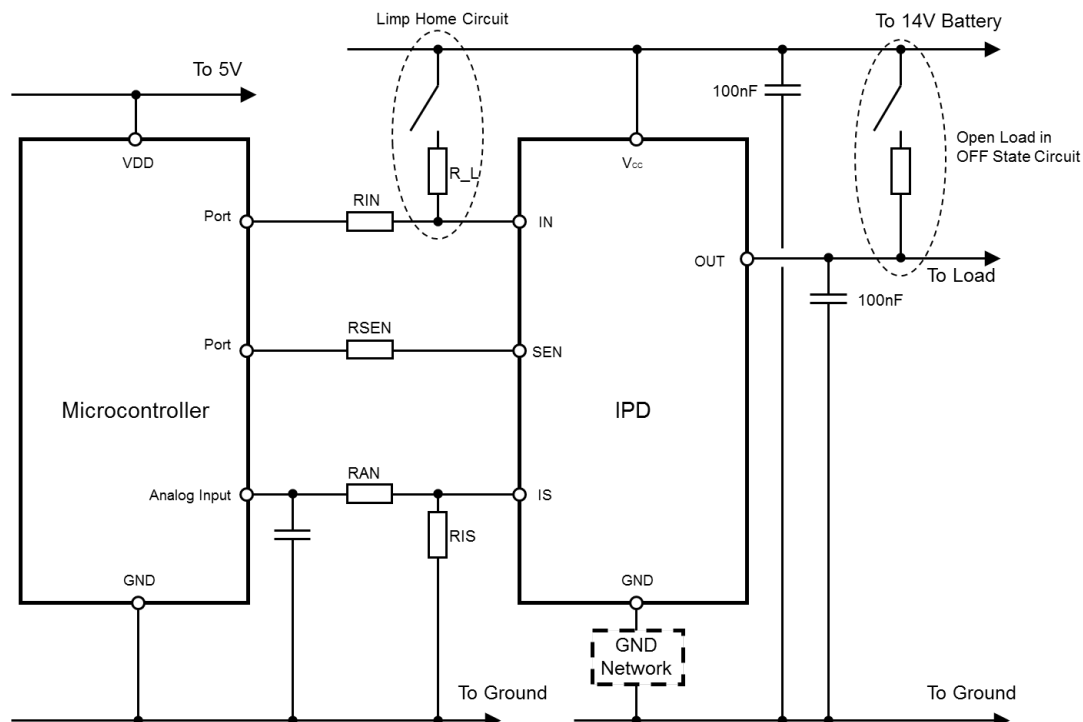 Limp Home Circuit
To 14V Battery
To 5V
100nF
Open Load in
OFF State Circuit
VDD
Vcc
R_L
Port
RIN
IN
OUT
To Load
100nF
RSEN
Port
SEN
Microcontroller
IPD
RAN
Analog Input
IS
RIS
GND
GND
GND
Network
To Ground
To Ground